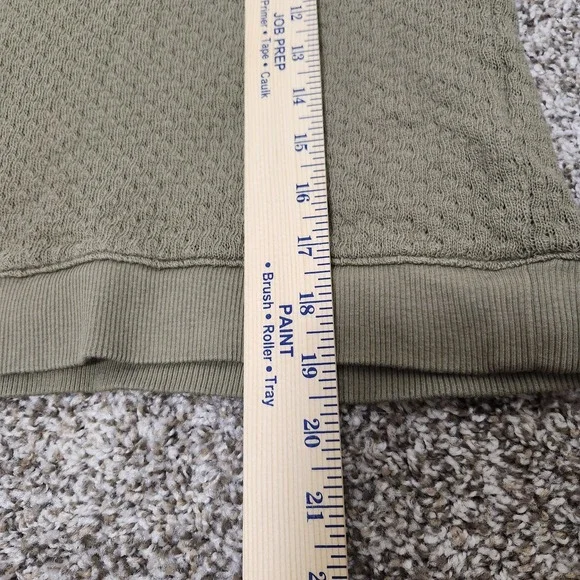 JOB PREP
Primer • Tape • Caulk
PAINT
• Brush • Roller • Tray
12
13
14
15
16
17
18
19
20
21
2